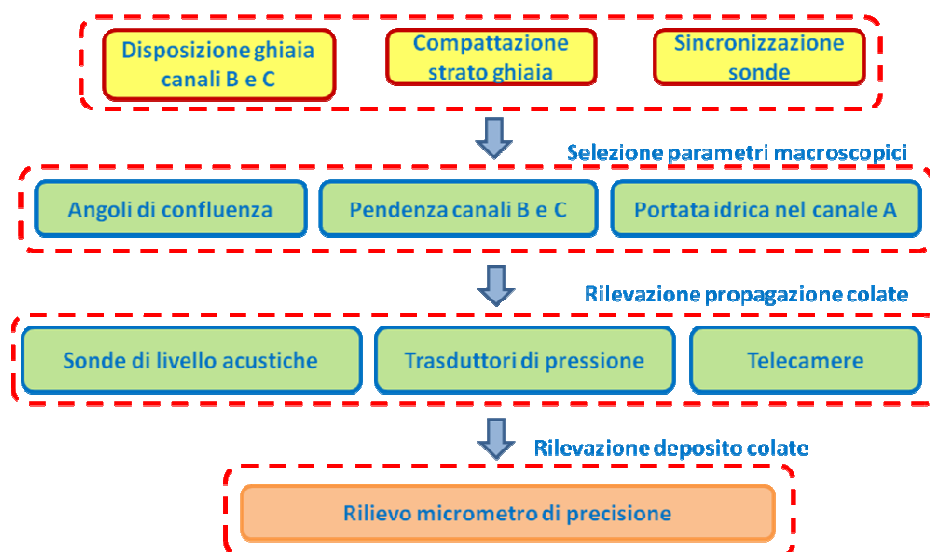 Disposizione ghiaia
canali B e C
Compattazione
strato ghiaia
Sincronizzazione
sonde
Selezione parametri macroscopici
Angoli di confluenza
Pendenza canali B e C
Portata idrica nel canale A
Rilevazione propagazione colate
Sonde di livello acustiche
Trasduttori di pressione
Telecamere
Rilevazione deposito colate
Rilievo micrometro di precisione